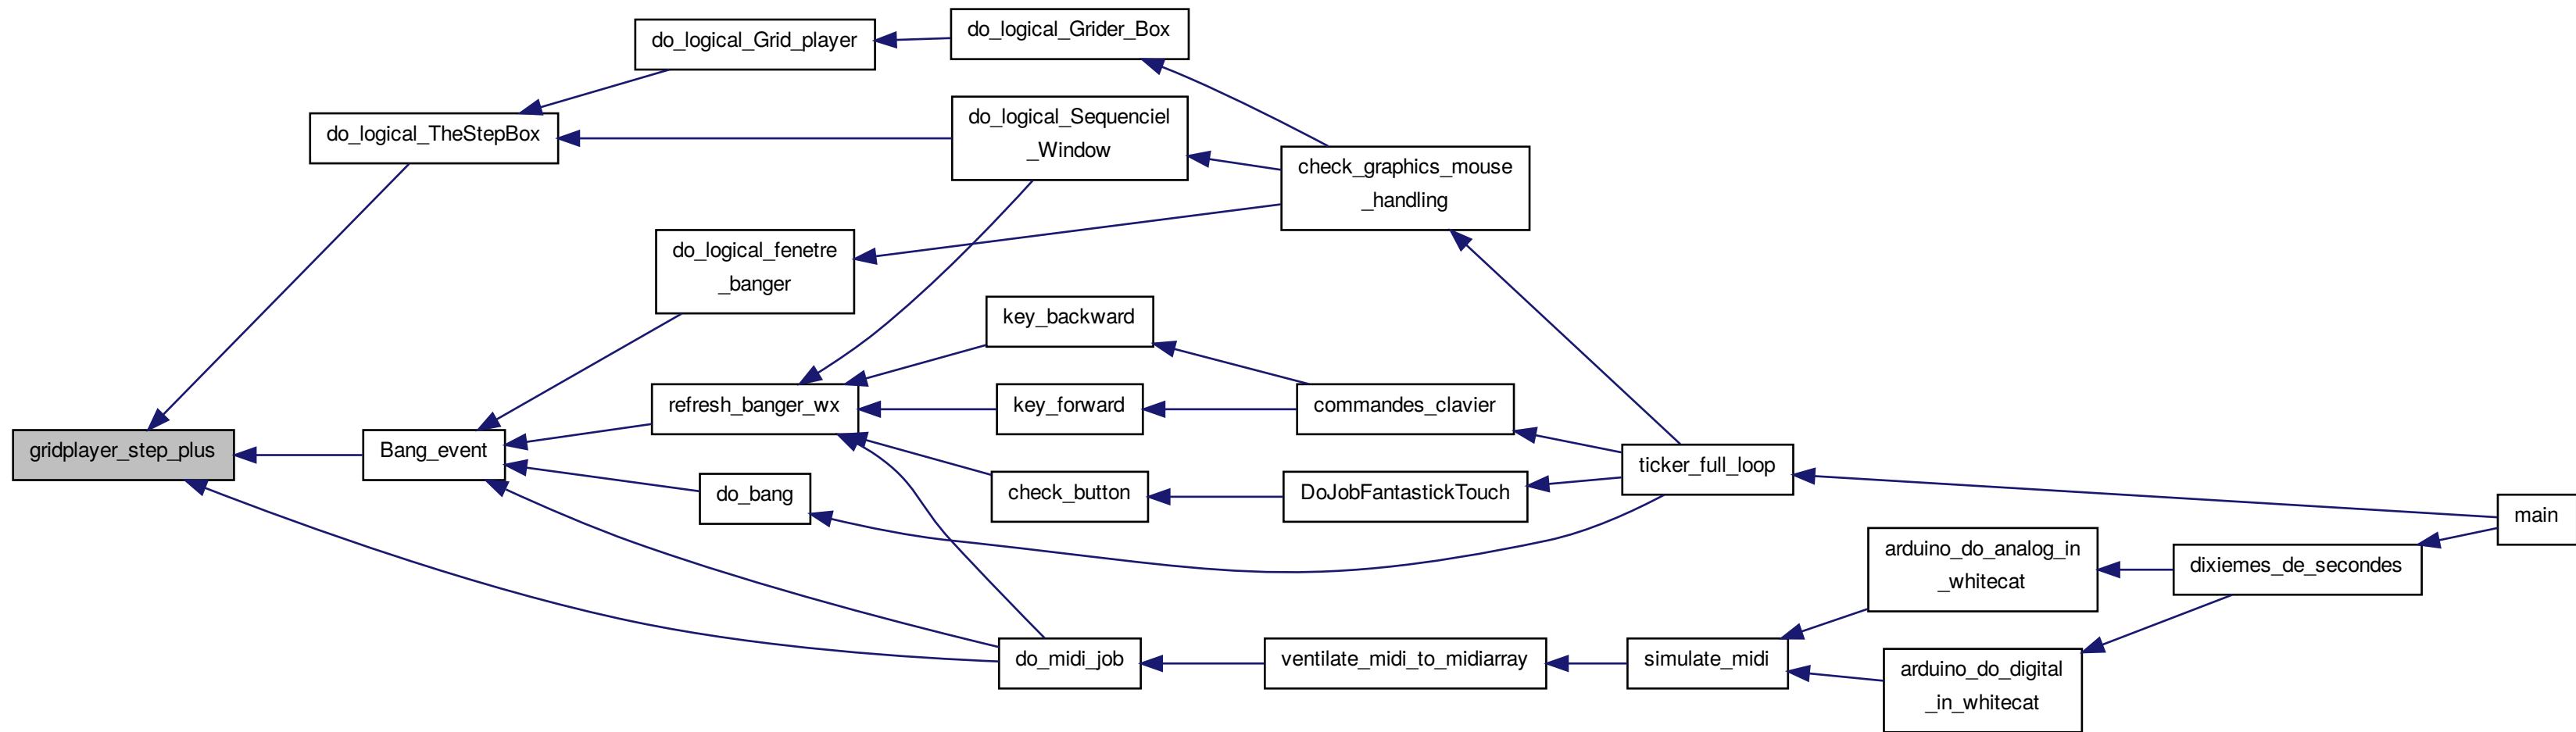 do_logical_Grid_player
do_logical_Grider_Box
do_logical_TheStepBox
do_logical_Sequenciel
_Window
check_graphics_mouse
_handling
do_logical_fenetre
_banger
key_backward
refresh_banger_wx
key_forward
commandes_clavier
gridplayer_step_plus
Bang_event
ticker_full_loop
do_bang
check_button
DoJobFantastickTouch
main
arduino_do_analog_in
_whitecat
dixiemes_de_secondes
do_midi_job
ventilate_midi_to_midiarray
simulate_midi
arduino_do_digital
_in_whitecat